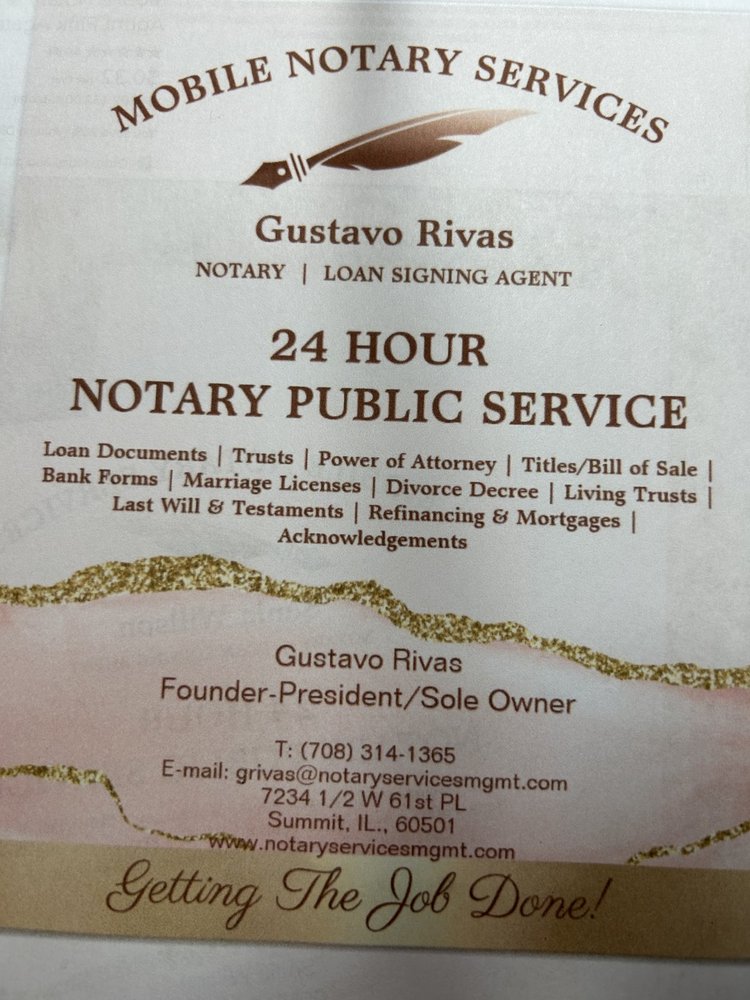 MOBILE NOTARY SERVICES
Gustavo Rivas
NOTARY | LOAN SIGNING AGENT
24 HOUR
NOTARY PUBLIC SERVICE
Loan Documents | Trusts | Power of Attorney | Titles/Bill of Sale |
Bank Forms | Marriage Licenses | Divorce Decree | Living Trusts |
Last Will & Testaments | Refinancing & Mortgages |
Acknowledgements
Gustavo Rivas
Founder-President/Sole Owner
T: (708) 314-1365
E-mail: grivas@notaryservicesmgmt.com
7234 1/2 W 61st PL
Summit, IL., 60501
www.notaryservicesmgmt.com
Getting The Job Done!